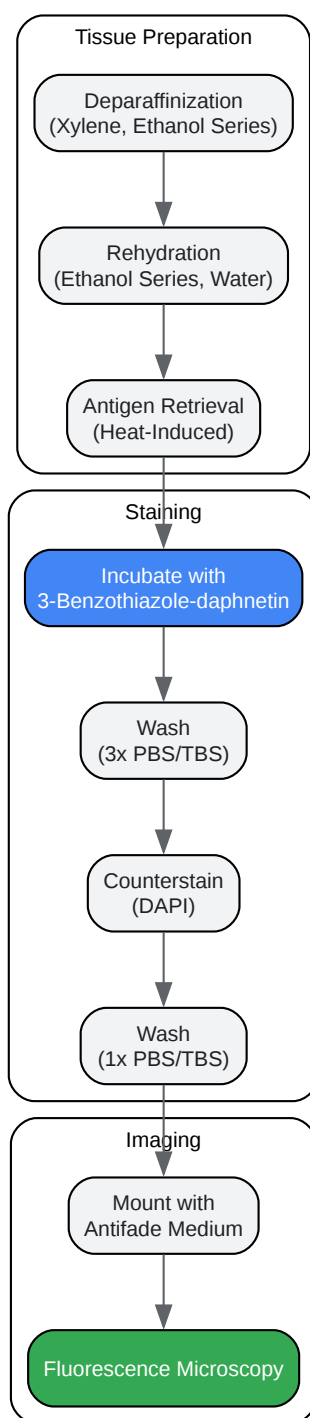 Tissue Preparation
Deparaffinization
(Xylene, Ethanol Series)
Rehydration
(Ethanol Series, Water)
Antigen Retrieval
(Heat-Induced)
Staining
Incubate with
3-Benzothiazole-daphnetin
Wash
(3x PBS/TBS)
Counterstain
(DAPI)
Wash
(1x PBS/TBS)
Imaging
Mount with
Antifade Medium
Fluorescence Microscopy